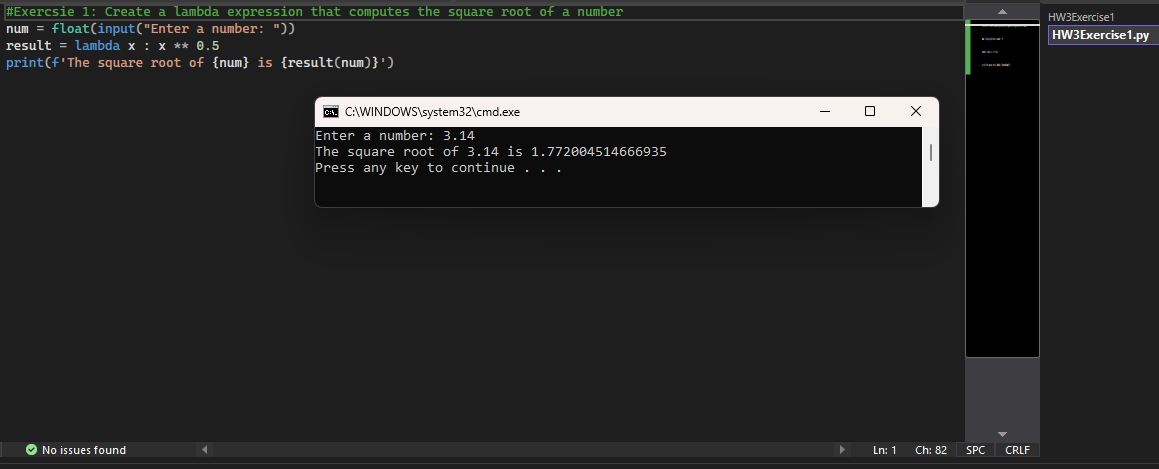 #Exercsie 1: Create a lambda expression that computes the square root of a number
num = float(input("Enter a number: "))
result = lambda x : x ** 0.5
print(f'The square root of {num} is {result(num)}')
C:\WINDOWS\system32\cmd.exe
Enter a number: 3.14
The square root of 3.14 is 1.772004514666935
Press any key to continue . . .
HW3Exercise1
HW3Exercise1.py
No issues found
Ln: 1 Ch: 82 SPC CRLF